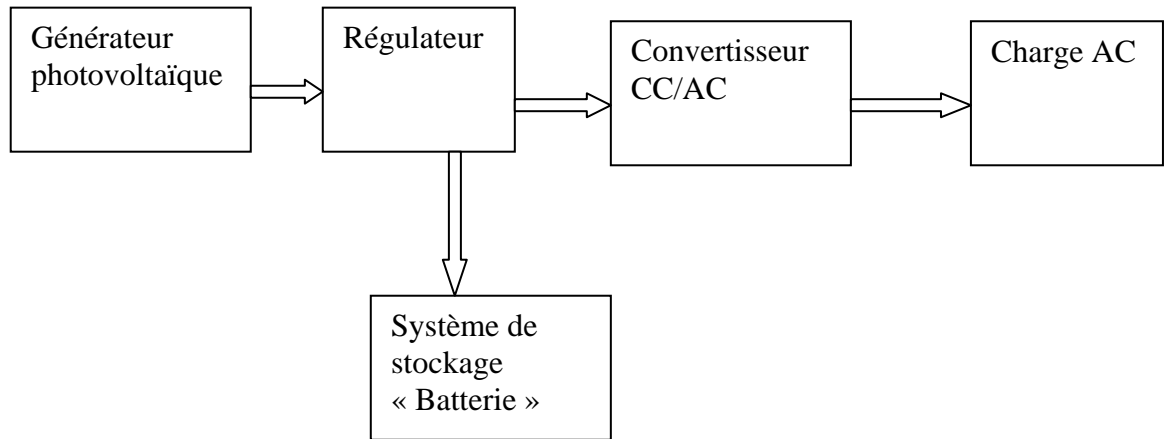 Générateur
photovoltaïque
Régulateur
Convertisseur
CC/AC
Charge AC
Système de
stockage
« Batterie »